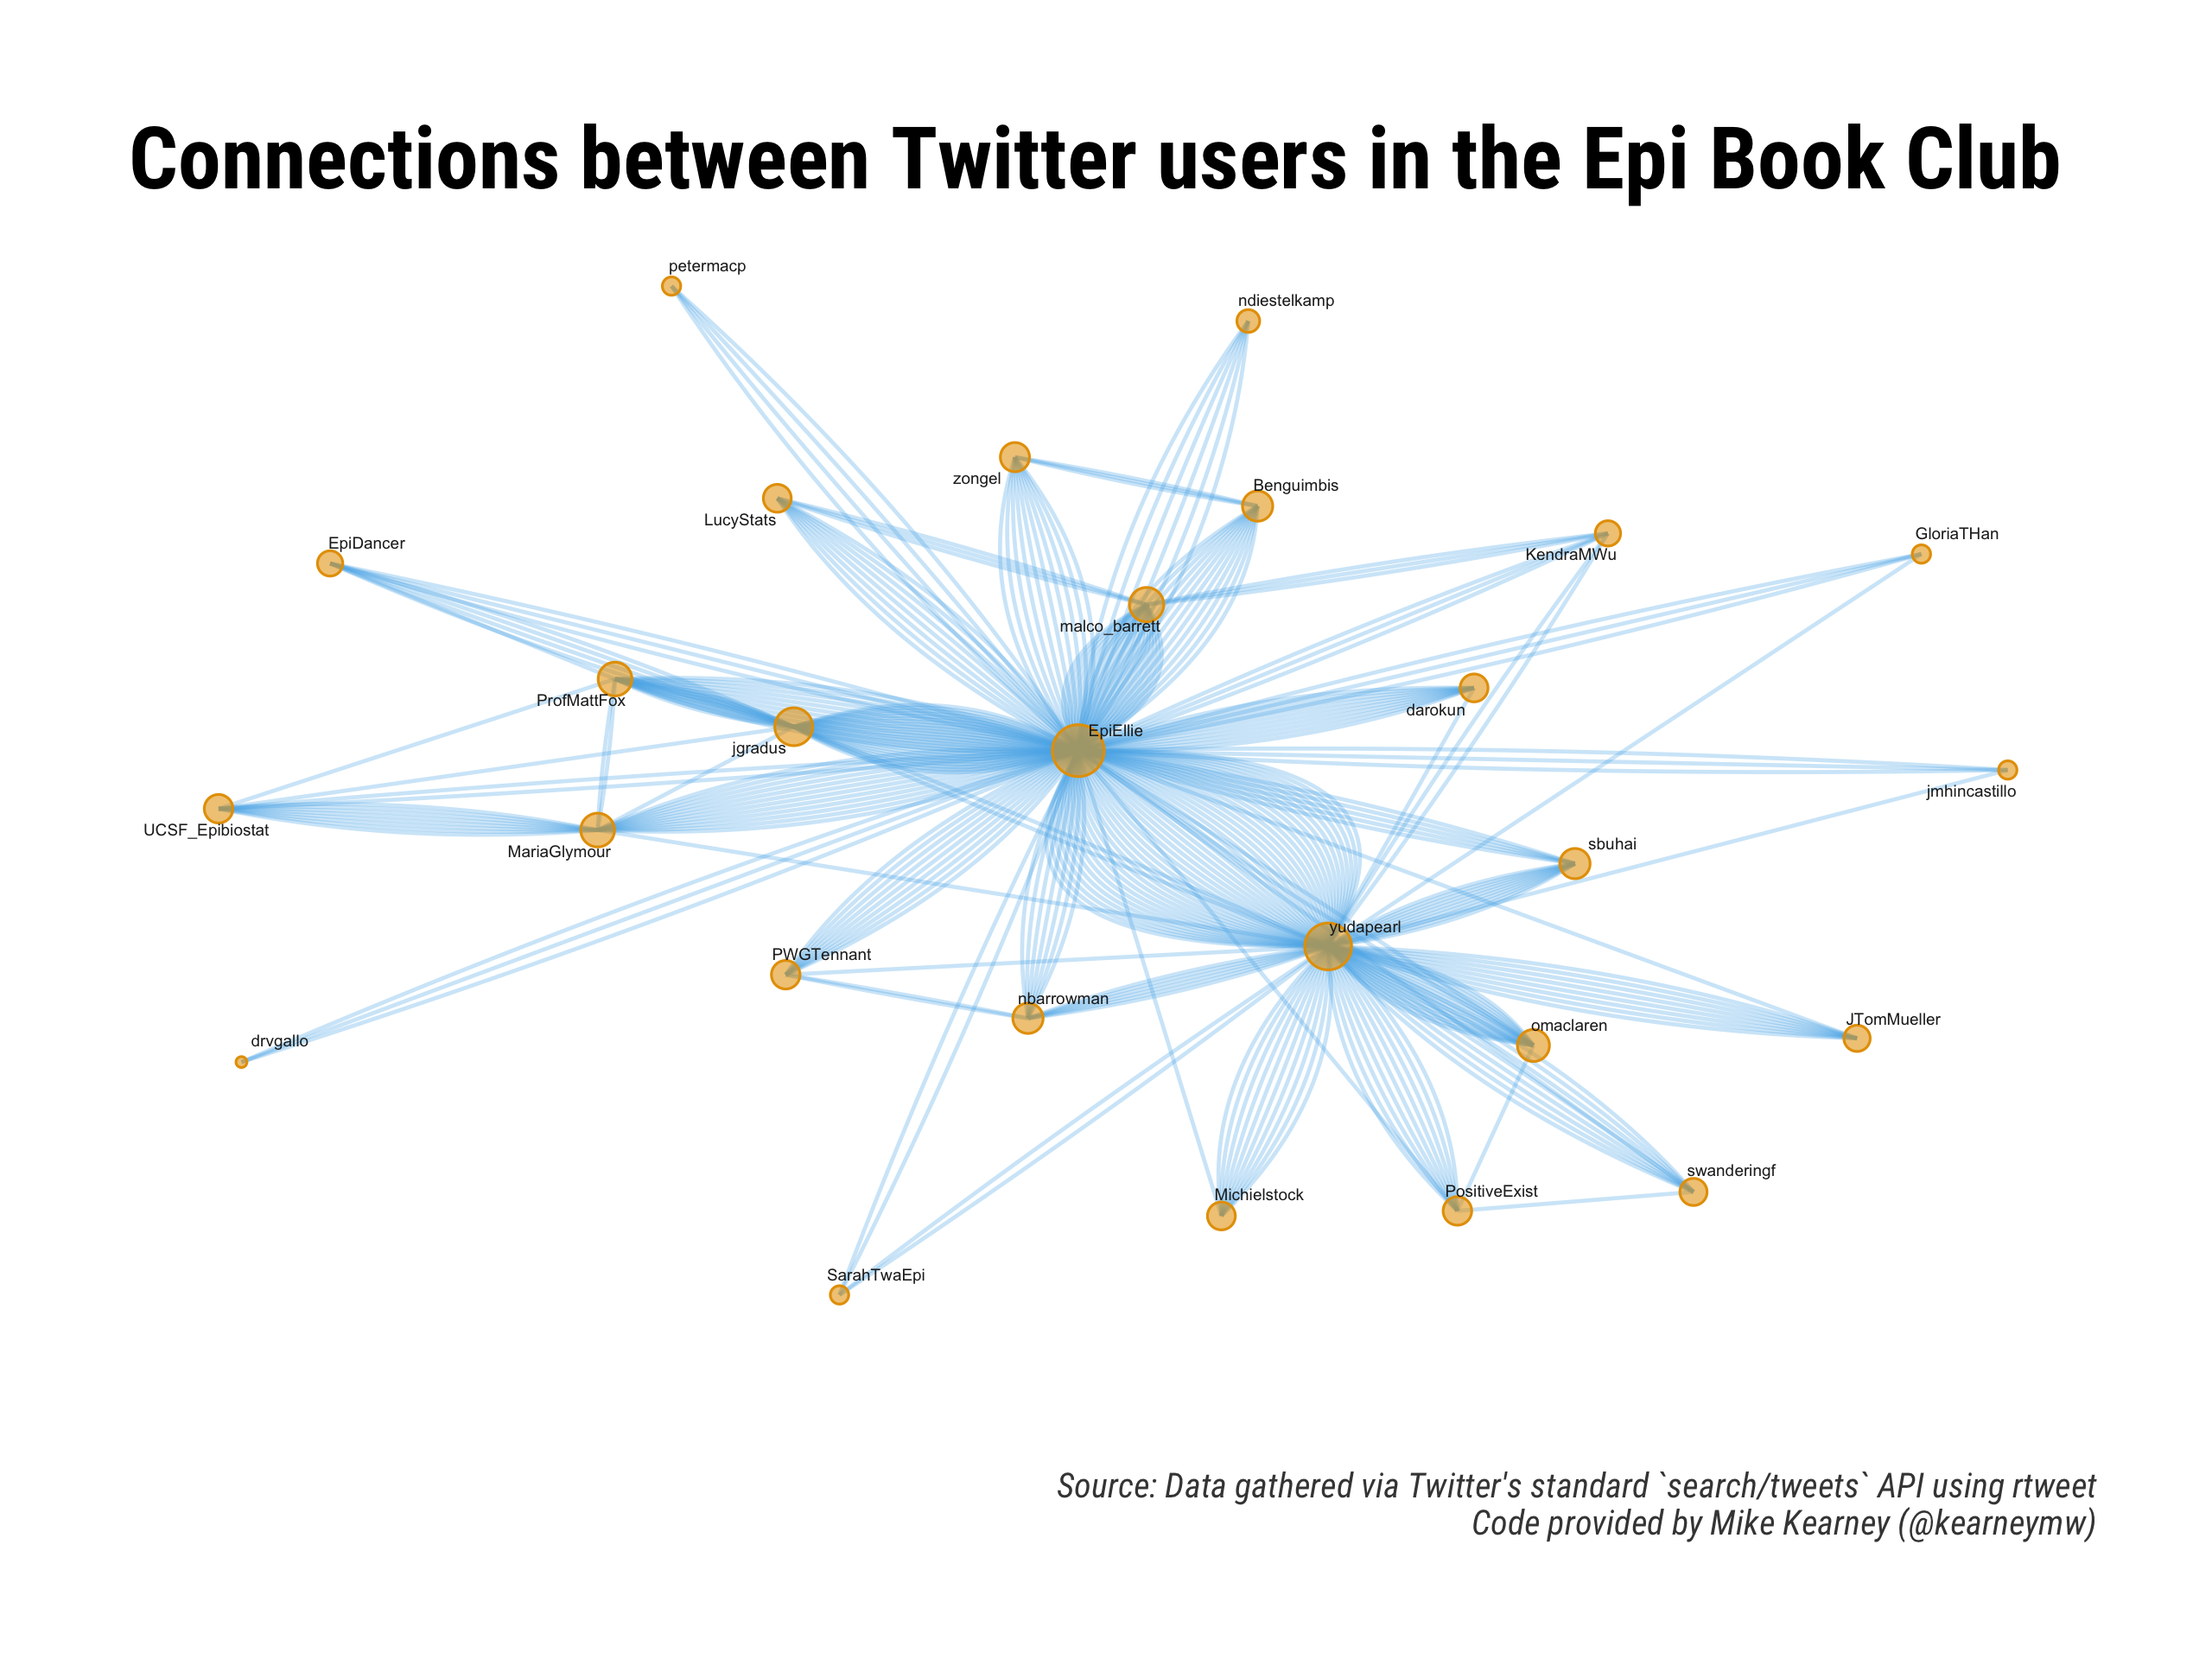 Connections between Twitter users in the Epi Book Club
petermacp
ndiestelkamp
zongel
Benguimbis
LucyStats
KendraMWu
GloriaTHan
EpiDancer
malco_barrett
ProfMattFox
darokun
EpiEllie
jgradus
jmhincastillo
UCSF_Epibiostat
MariaGlymour
sbuhai
yudapearl
PWGTennant
nbarrowman
omaclaren
JTomMueller
drvgallo
swanderingf
Michielstock
PositiveExist
SarahTwaEpi
Source: Data gathered via Twitter's standard `search/tweets` API using rtweet
Code provided by Mike Kearney (@kearneymw)